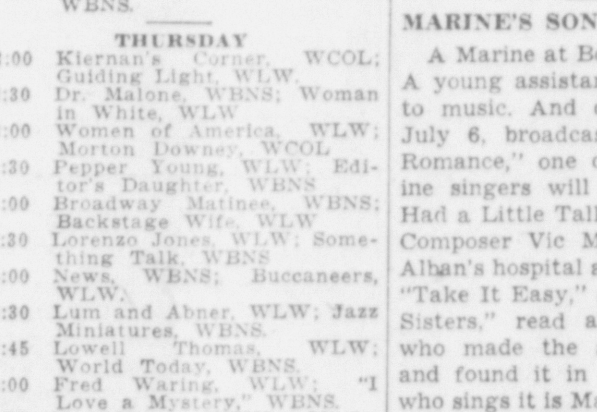 WBNS.
THURSDAY
:00 Kiernan's Corner, WCOL;
Guiding Light, WLW.
:30 Dr. Malone, WBNS; Woman
in White, WLW
:00 Women of America, WLW;
Morton Downey, WCOL
:30 Pepper Young, WLW; Edi-
tor's Daughter, WBNS
:00 Broadway Matinee, WBNS;
Backstage Wife, WLW
:30 Lorenzo Jones, WLW; Some-
thing Talk, WBNS
:00 News, WBNS; Buccaneers,
WLW.
:30 Lum and Abner, WLW; Jazz
Miniatures, WBNS.
:45 Lowell Thomas, WLW;
World Today, WBNS.
:00 Fred Waring, WLW; "I
Love a Mystery," WBNS.
MARINE'S SON
A Marine at
A young
to music. And
July 6,
Romance," one
ine singers will
Had a Little
Composer Vic
Alban's hospital
"Take It Easy,"
Sisters," read
who made the
and found it in
who sings it is